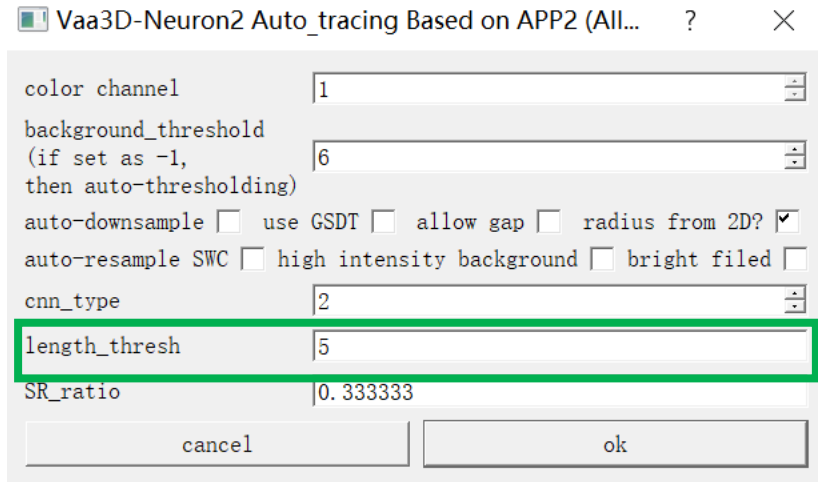 Vaa3D-Neuron2 Auto_tracing Based on APP2 (All... ?
color channel 1
background_threshold
(if set as -1,
then auto-thresholding) 6
auto-downsample use GSDT allow gap radius from 2D?
auto-resample SWC high intensity background bright filed
cnn_type 2
length_thresh 5
SR_ratio 0.333333
cancel ok